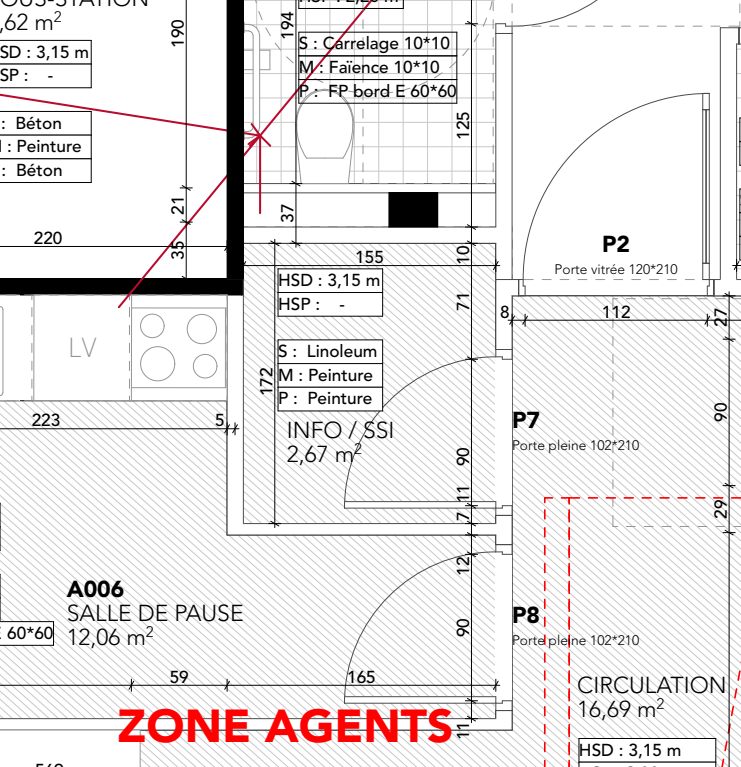 OUS-STATION
,62 m²
SD : 3,15 m
SP : -
: Béton
: Peinture
: Béton
190
21
35
220
194
37
S : Carrelage 10*10
M : Faïence 10*10
P : FP bord E 60*60
125
10
155
HSD : 3,15 m
HSP : -
S : Linoleum
M : Peinture
P : Peinture
INFO / SSI
2,67 m²
172
71
90
11
7
P2
Porte vitrée 120*210
8
112
27
90
29
LV
223
5
P7
Porte pleine 102*210
12
90
11
P8
Porte pleine 102*210
A006
SALLE DE PAUSE
12,06 m²
60*60
59
165
ZONE AGENTS
CIRCULATION
16,69 m²
HSD : 3,15 m